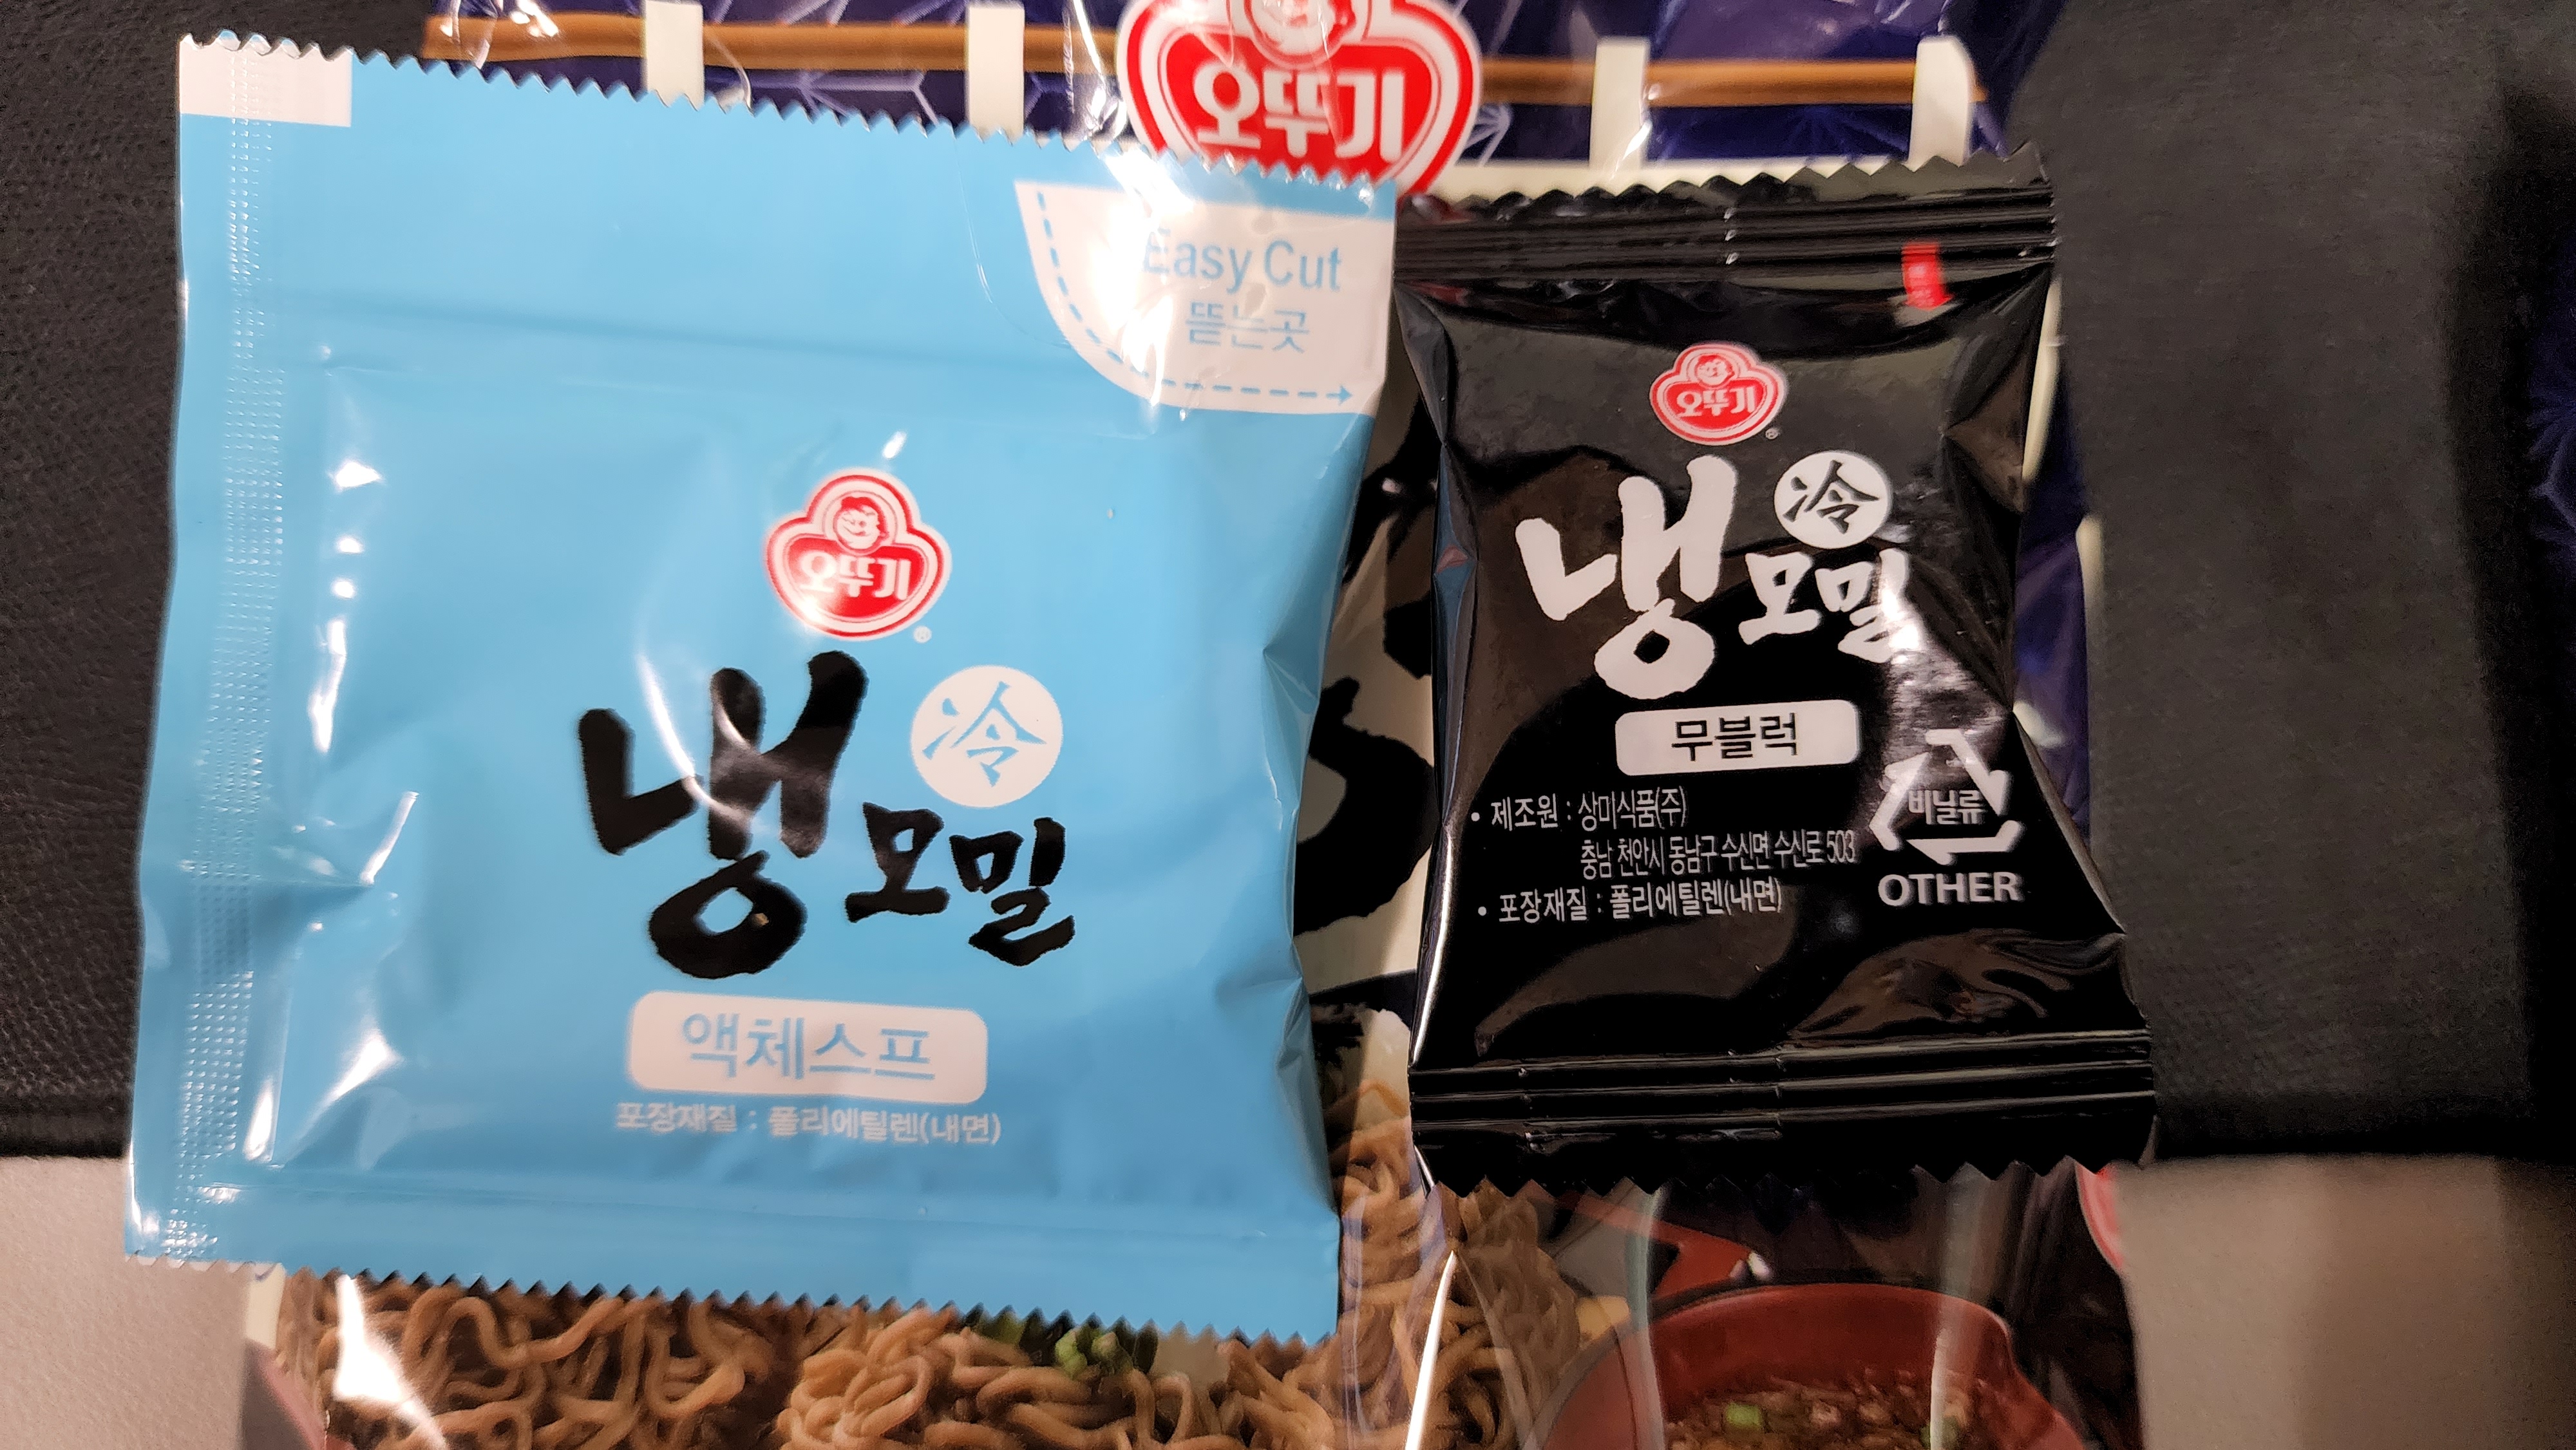 오뚜기
Easy Cut
뜯는곳
오뚜기
냉 冷
모밀
액체스프
포장재질 : 폴리에틸렌(내면)
오뚜기
냉 冷
모밀
무블럭
• 제조원 : 상미식품(주)
충남 천안시 동남구 수신면 수신로 503
• 포장재질 : 폴리에틸렌(내면)
비닐류
OTHER